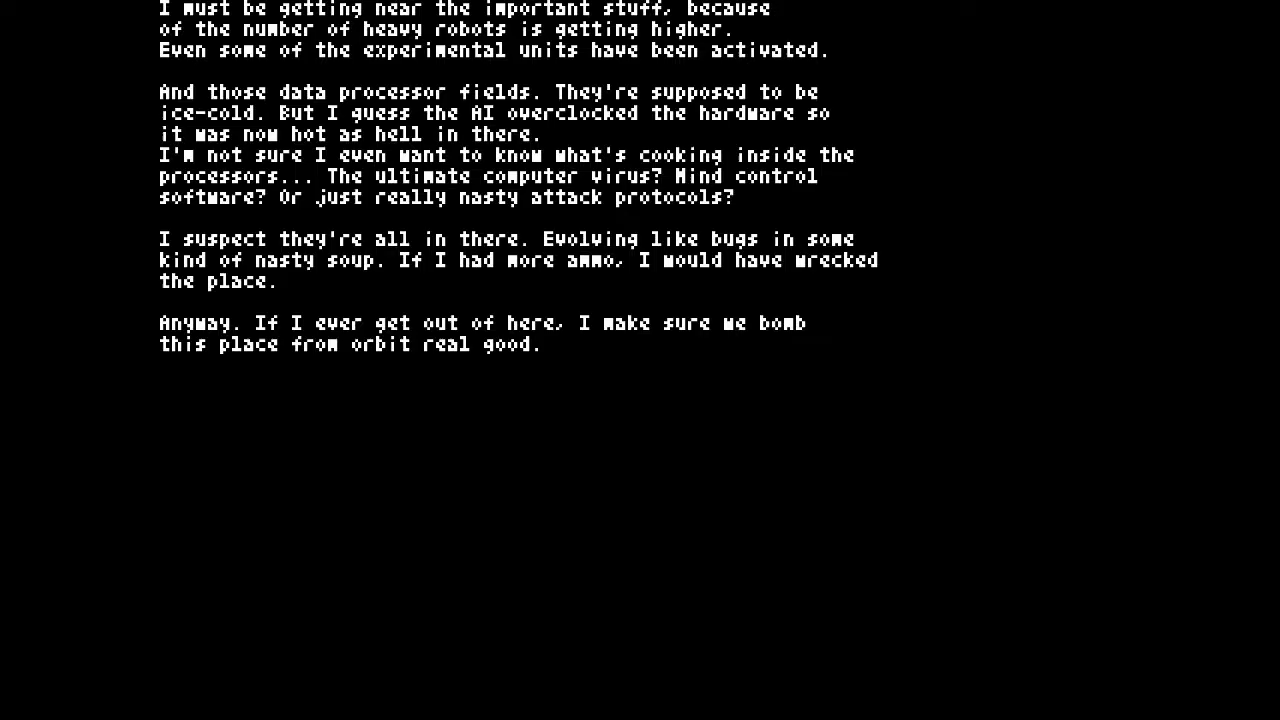 I must be getting near the important stuff, because
of the number of heavy robots is getting higher.
Even some of the experimental units have been activated.
And those data processor fields. They're supposed to be
ice-cold. But I guess the AI overclocked the hardware so
it was now hot as hell in there.
I'm not sure I even want to know what's cooking inside the
processors... The ultimate computer virus? Mind control
software? Or just really nasty attack protocols?
I suspect they're all in there. Evolving like bugs in some
kind of nasty soup. If I had more ammo, I would have wrecked
the place.
Anyway. If I ever get out of here, I make sure we bomb
this place from orbit real good.